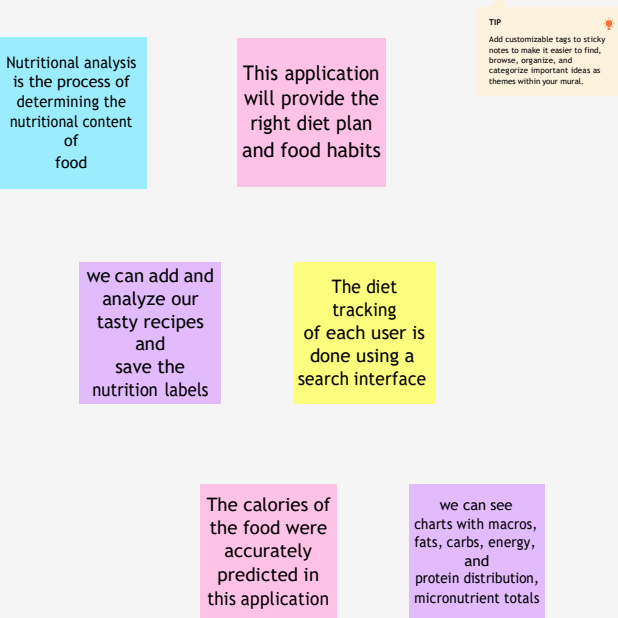 TIP
Add customizable tags to sticky
notes to make it easier to find,
browse, organize, and
categorize important ideas as
themes within your mural.
Nutritional analysis
is the process of
determining the
nutritional content
of
food
This application
will provide the
right diet plan
and food habits
we can add and
analyze our
tasty recipes
and
save the
nutrition labels
The diet
tracking
of each user is
done using a
search interface
The calories of
the food were
accurately
predicted in
this application
we can see
charts with macros,
fats, carbs, energy,
and
protein distribution,
micronutrient totals